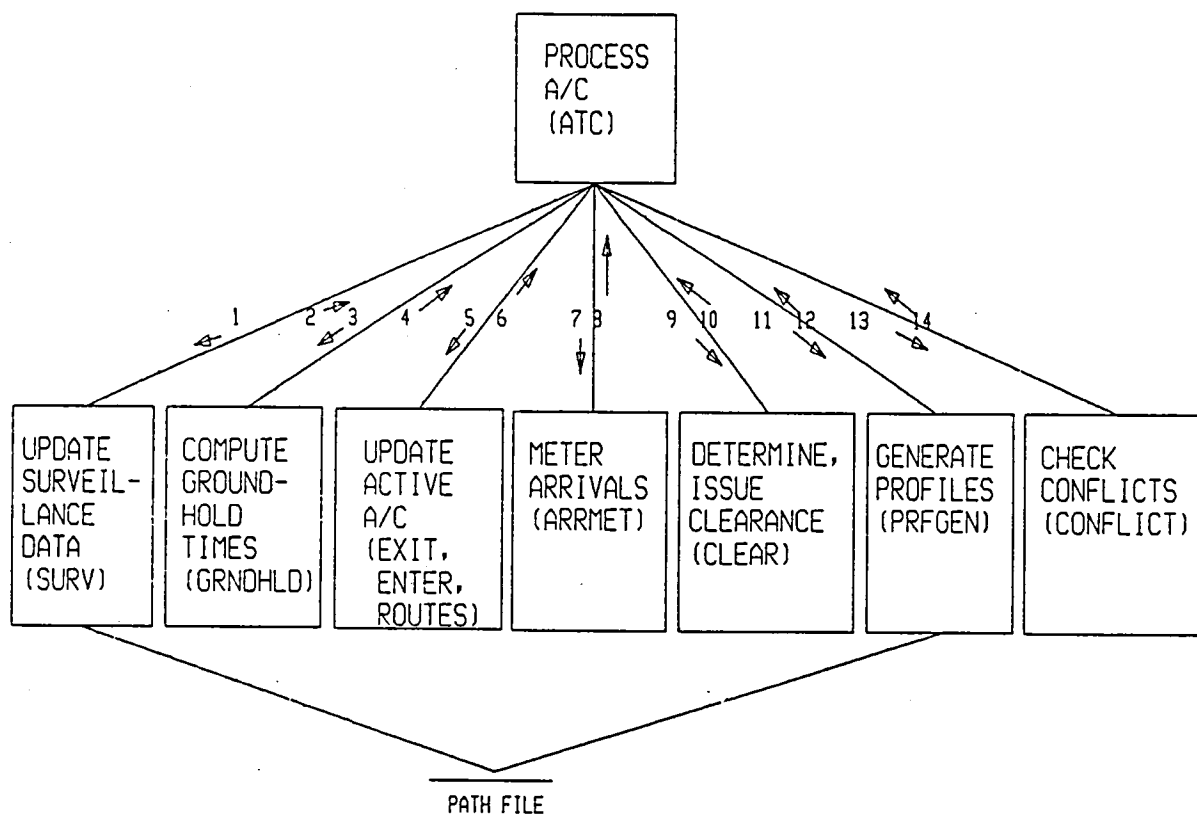 PROCESS
A/C
(ATC)
1 2 3 4 5 6 7 8 9 10 11 12 13 14
UPDATE
SURVEIL-
LANCE
DATA
(SURV)
COMPUTE
GROUND-
HOLD
TIMES
(GRNDHLD)
UPDATE
ACTIVE
A/C
(EXIT,
ENTER,
ROUTES)
METER
ARRIVALS
(ARRMET)
DETERMINE,
ISSUE
CLEARANCE
(CLEAR)
GENERATE
PROFILES
(PRFGEN)
CHECK
CONFLICTS
(CONFLICT)
PATH FILE